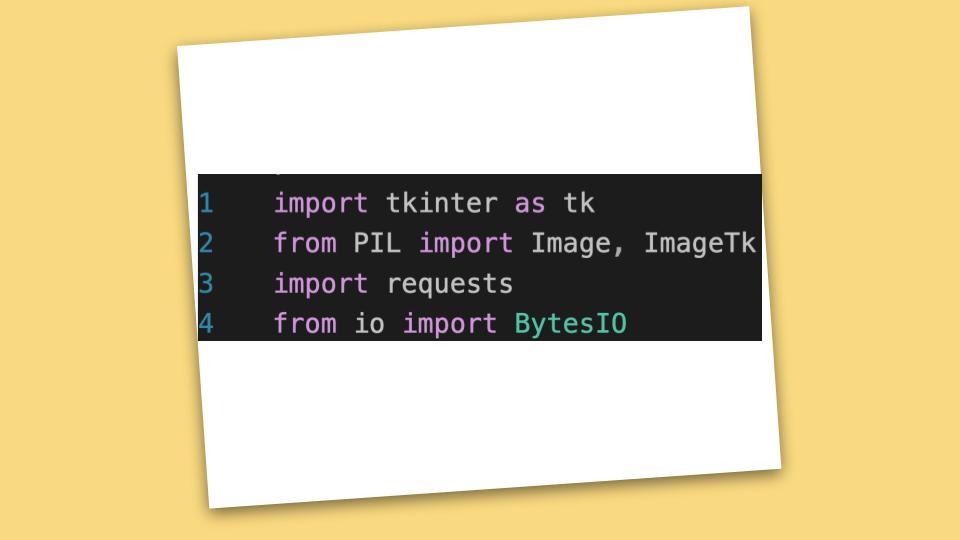 1 import tkinter as tk
2 from PIL import Image, ImageTk
3 import requests
4 from io import BytesIO